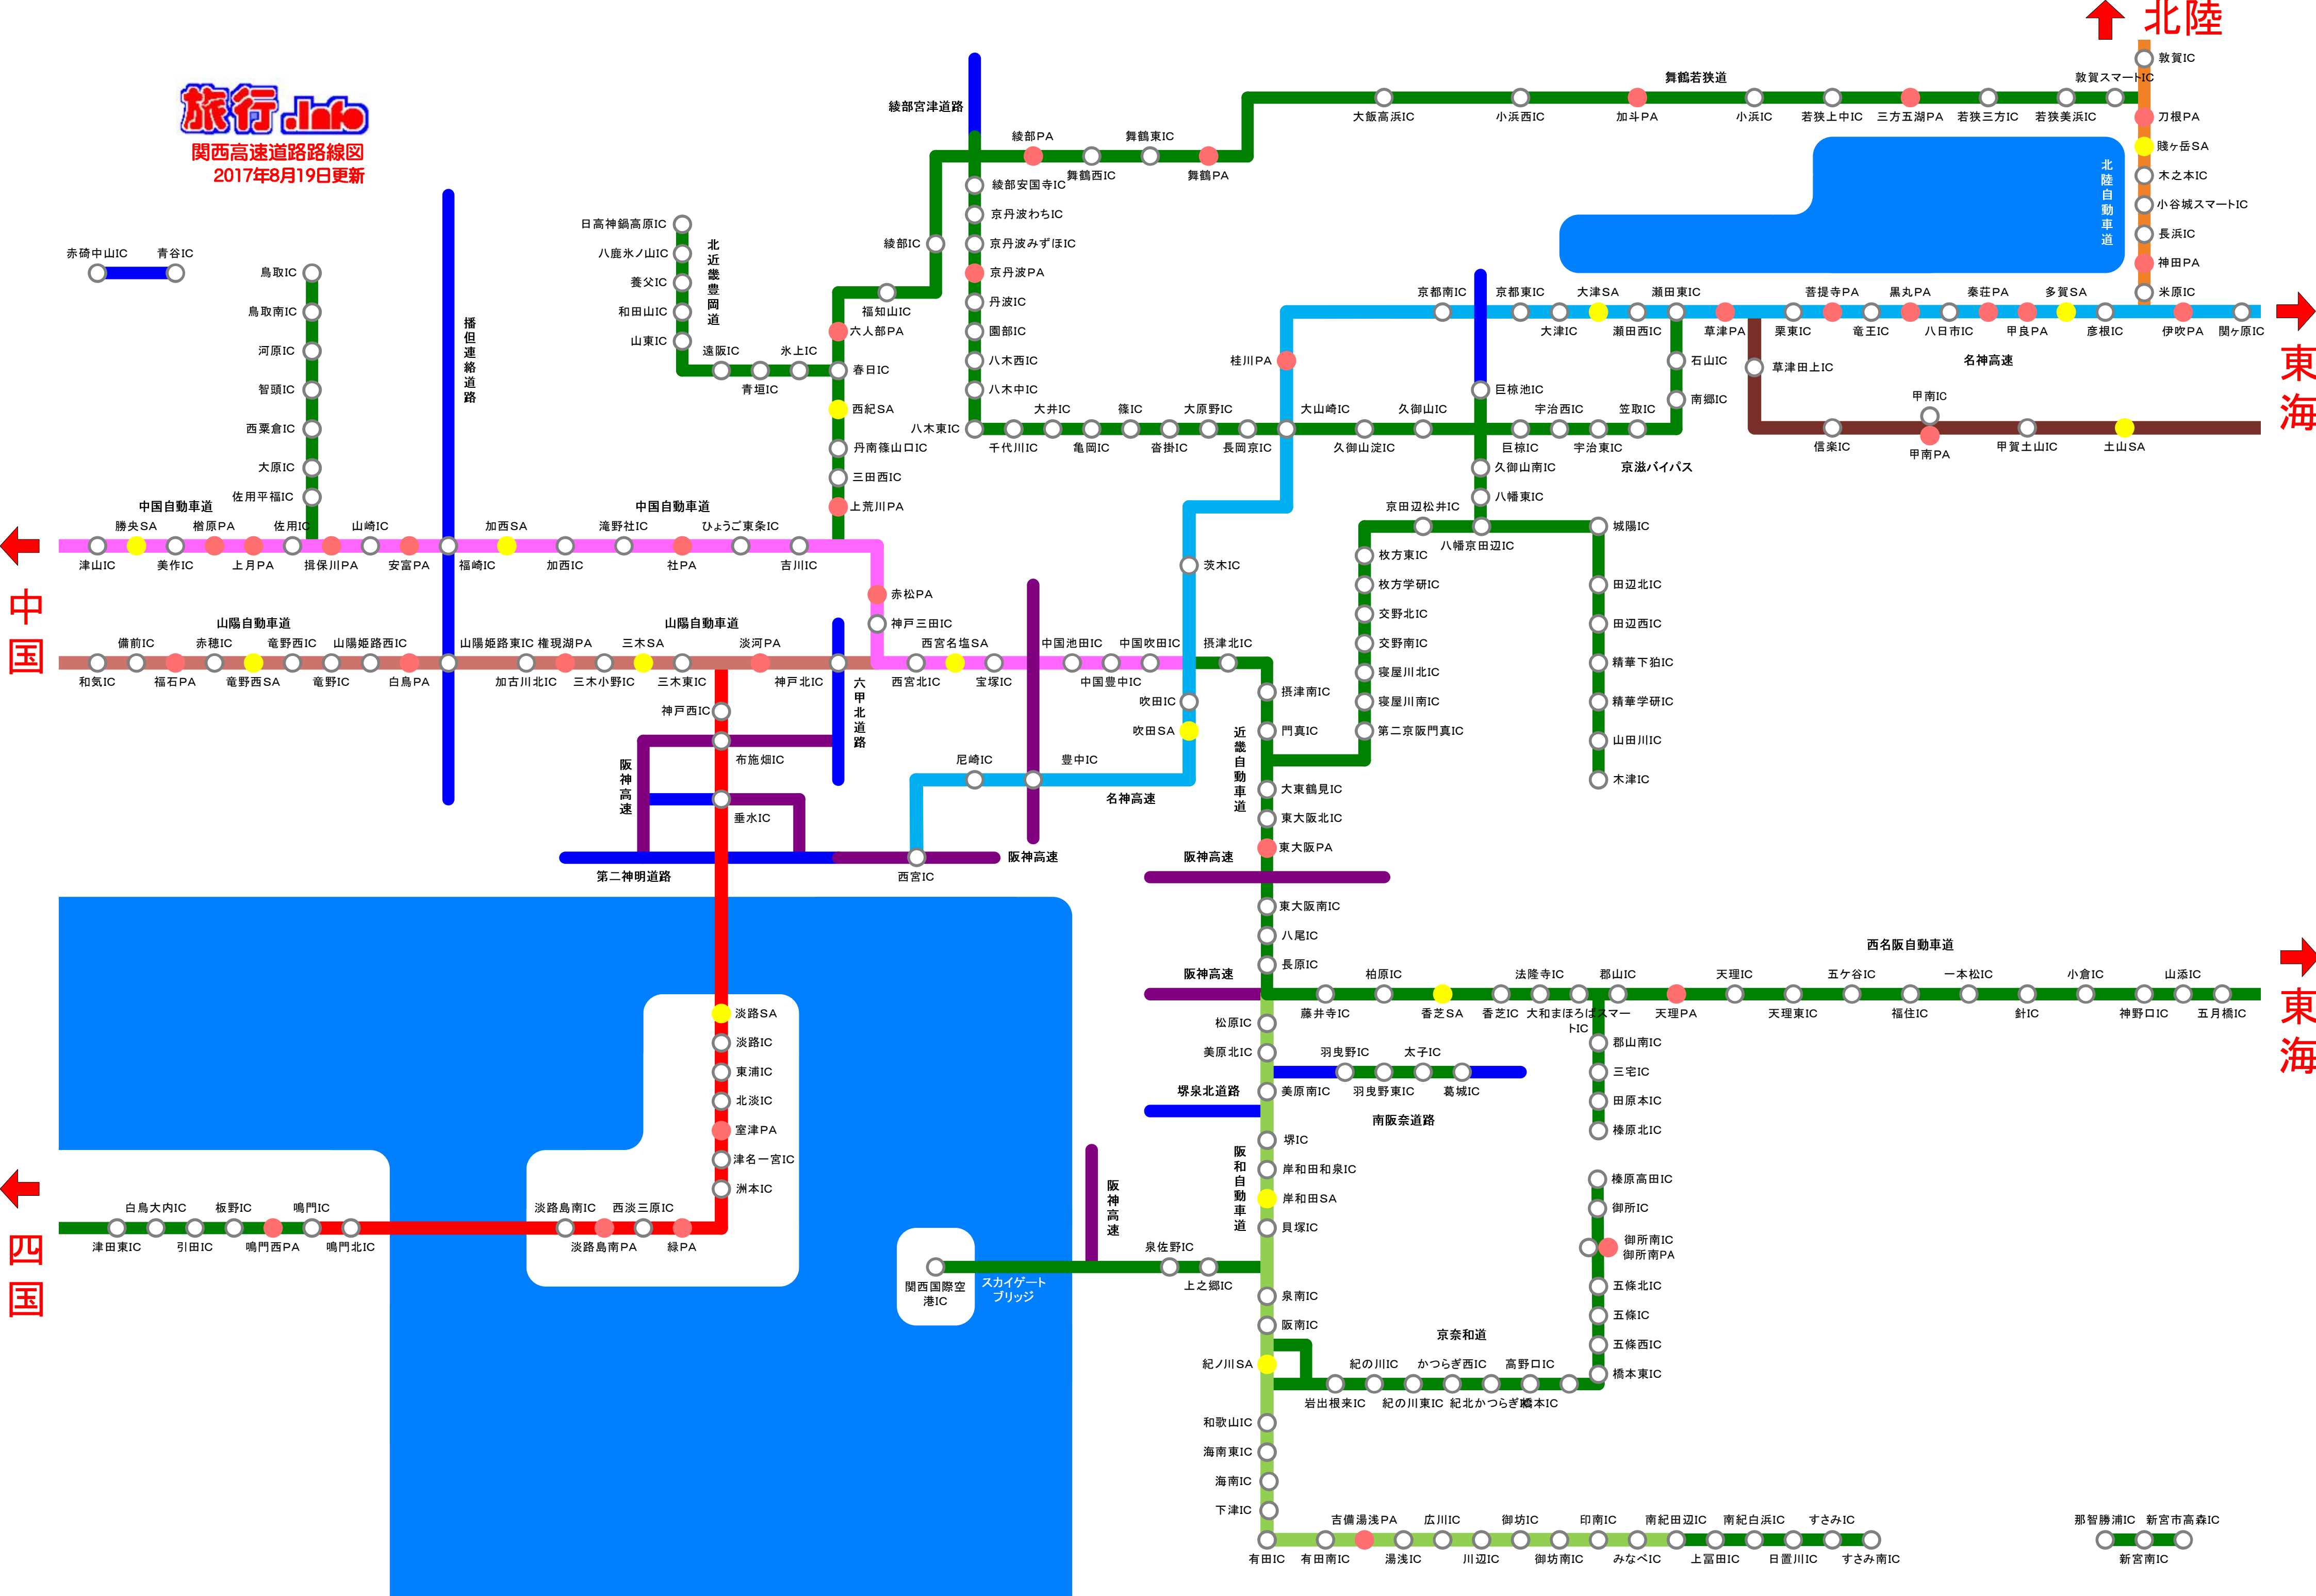 北陸
旅行.Info
関西高速道路路線図
2017年8月19日更新
敦賀IC
舞鶴若狭道
敦賀スマートIC
綾部宮津道路
大飯高浜IC
小浜西IC
加斗PA
小浜IC
若狭上中IC
三方五湖PA
若狭三方IC
若狭美浜IC
刀根PA
賤ヶ岳SA
木之本IC
小谷城スマートIC
長浜IC
神田PA
米原IC
北陸自動車道
綾部PA
舞鶴西IC
舞鶴東IC
舞鶴PA
綾部安国寺IC
京丹波わちIC
京丹波みずほIC
京丹波PA
丹波IC
園部IC
八木西IC
八木中IC
八木東IC
綾部IC
福知山IC
六人部PA
春日IC
西紀SA
丹南篠山口IC
三田西IC
上荒川PA
日高神鍋高原IC
八鹿氷ノ山IC
養父IC
和田山IC
山東IC
北近畿豊岡道
遠阪IC
青垣IC
氷上IC
赤碕中山IC
青谷IC
鳥取IC
鳥取南IC
河原IC
智頭IC
西粟倉IC
大原IC
佐用平福IC
播但連絡道路
京都南IC
京都東IC
大津IC
大津SA
瀬田西IC
瀬田東IC
草津PA
栗東IC
菩提寺PA
竜王IC
黒丸PA
八日市IC
秦荘PA
甲良PA
多賀SA
彦根IC
伊吹PA
関ヶ原IC
名神高速
東海
桂川PA
石山IC
南郷IC
草津田上IC
信楽IC
甲南IC
甲南PA
甲賀土山IC
土山SA
千代川IC
大井IC
亀岡IC
篠IC
沓掛IC
大原野IC
長岡京IC
大山崎IC
久御山淀IC
久御山IC
巨椋池IC
巨椋IC
宇治西IC
宇治東IC
笠取IC
京滋バイパス
久御山南IC
八幡東IC
京田辺松井IC
八幡京田辺IC
城陽IC
田辺北IC
田辺西IC
精華下狛IC
精華学研IC
山田川IC
木津IC
枚方東IC
枚方学研IC
交野北IC
交野南IC
寝屋川北IC
寝屋川南IC
第二京阪門真IC
中国
中国自動車道
津山IC
勝央SA
美作IC
楢原PA
上月PA
佐用IC
揖保川PA
山崎IC
安富PA
福崎IC
加西SA
加西IC
滝野社IC
中国自動車道
社PA
ひょうご東条IC
吉川IC
赤松PA
神戸三田IC
西宮北IC
西宮名塩SA
宝塚IC
中国池田IC
中国豊中IC
中国吹田IC
摂津北IC
茨木IC
吹田IC
吹田SA
山陽自動車道
和気IC
備前IC
福石PA
赤穂IC
竜野西SA
竜野西IC
竜野IC
山陽姫路西IC
白鳥PA
山陽姫路東IC
加古川北IC
権現湖PA
三木小野IC
三木SA
三木東IC
山陽自動車道
淡河PA
神戸北IC
六甲北道路
神戸西IC
布施畑IC
垂水IC
阪神高速
第二神明道路
尼崎IC
豊中IC
名神高速
西宮IC
阪神高速
摂津南IC
門真IC
近畿自動車道
大東鶴見IC
東大阪北IC
東大阪PA
阪神高速
東大阪南IC
八尾IC
長原IC
阪神高速
西名阪自動車道
藤井寺IC
柏原IC
香芝SA
香芝IC
法隆寺IC
大和まほろばスマートIC
郡山IC
天理PA
天理IC
天理東IC
五ケ谷IC
福住IC
一本松IC
針IC
小倉IC
神野口IC
山添IC
五月橋IC
東海
郡山南IC
三宅IC
田原本IC
榛原北IC
松原IC
美原北IC
美原南IC
羽曳野IC
羽曳野東IC
太子IC
葛城IC
南阪奈道路
堺泉北道路
堺IC
岸和田和泉IC
岸和田SA
貝塚IC
阪和自動車道
榛原高田IC
御所IC
御所南IC
御所南PA
五條北IC
五條IC
五條西IC
橋本東IC
淡路SA
淡路IC
東浦IC
北淡IC
室津PA
津名一宮IC
洲本IC
四国
津田東IC
白鳥大内IC
引田IC
板野IC
鳴門西PA
鳴門IC
鳴門北IC
淡路島南IC
淡路島南PA
西淡三原IC
緑PA
阪神高速
関西国際空港IC
スカイゲート
ブリッジ
泉佐野IC
上之郷IC
泉南IC
阪南IC
紀ノ川SA
京奈和道
岩出根来IC
紀の川IC
紀の川東IC
かつらぎ西IC
紀北かつらぎIC
高野口IC
橋本IC
和歌山IC
海南東IC
海南IC
下津IC
有田IC
有田南IC
吉備湯浅PA
湯浅IC
広川IC
川辺IC
御坊IC
御坊南IC
印南IC
みなべIC
南紀田辺IC
上富田IC
南紀白浜IC
日置川IC
すさみIC
すさみ南IC
那智勝浦IC
新宮南IC
新宮市高森IC